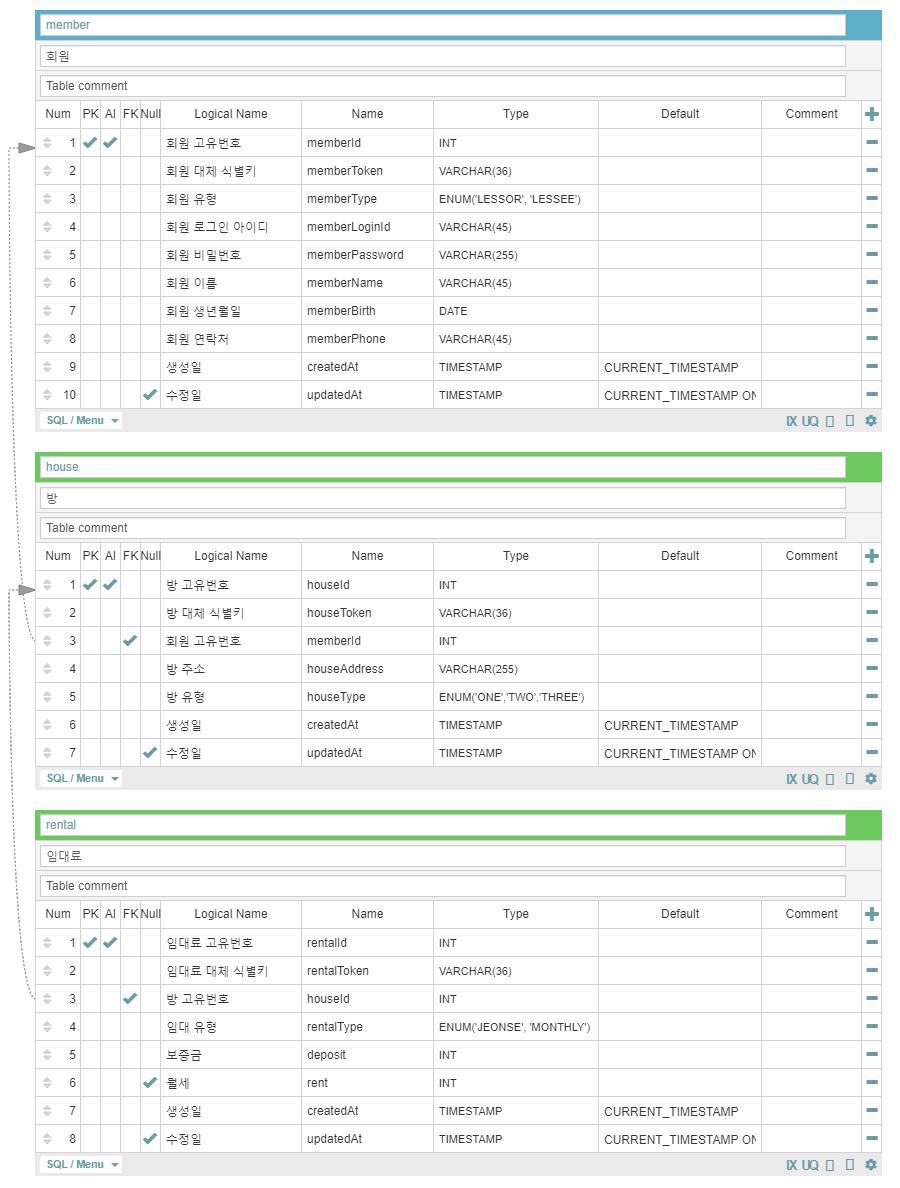 member
회원
Table comment
Num PK AI FK Null Logical Name Name Type Default Comment
1 회원 고유번호 memberId INT
2 회원 대체 식별키 memberToken VARCHAR(36)
3 회원 유형 memberType ENUM('LESSOR', 'LESSEE')
4 회원 로그인 아이디 memberLoginId VARCHAR(45)
5 회원 비밀번호 memberPassword VARCHAR(255)
6 회원 이름 memberName VARCHAR(45)
7 회원 생년월일 memberBirth DATE
8 회원 연락처 memberPhone VARCHAR(45)
9 생성일 createdAt TIMESTAMP CURRENT_TIMESTAMP
10 수정일 updatedAt TIMESTAMP CURRENT_TIMESTAMP ON
SQL / Menu IX UQ
house
방
Table comment
Num PK AI FK Null Logical Name Name Type Default Comment
1 방 고유번호 houseId INT
2 방 대체 식별키 houseToken VARCHAR(36)
3 회원 고유번호 memberId INT
4 방 주소 houseAddress VARCHAR(255)
5 방 유형 houseType ENUM('ONE','TWO','THREE')
6 생성일 createdAt TIMESTAMP CURRENT_TIMESTAMP
7 수정일 updatedAt TIMESTAMP CURRENT_TIMESTAMP ON
SQL / Menu IX UQ
rental
임대료
Table comment
Num PK AI FK Null Logical Name Name Type Default Comment
1 임대료 고유번호 rentalId INT
2 임대료 대체 식별키 rentalToken VARCHAR(36)
3 방 고유번호 houseId INT
4 임대 유형 rentalType ENUM('JEONSE', 'MONTHLY')
5 보증금 deposit INT
6 월세 rent INT
7 생성일 createdAt TIMESTAMP CURRENT_TIMESTAMP
8 수정일 updatedAt TIMESTAMP CURRENT_TIMESTAMP ON
SQL / Menu IX UQ